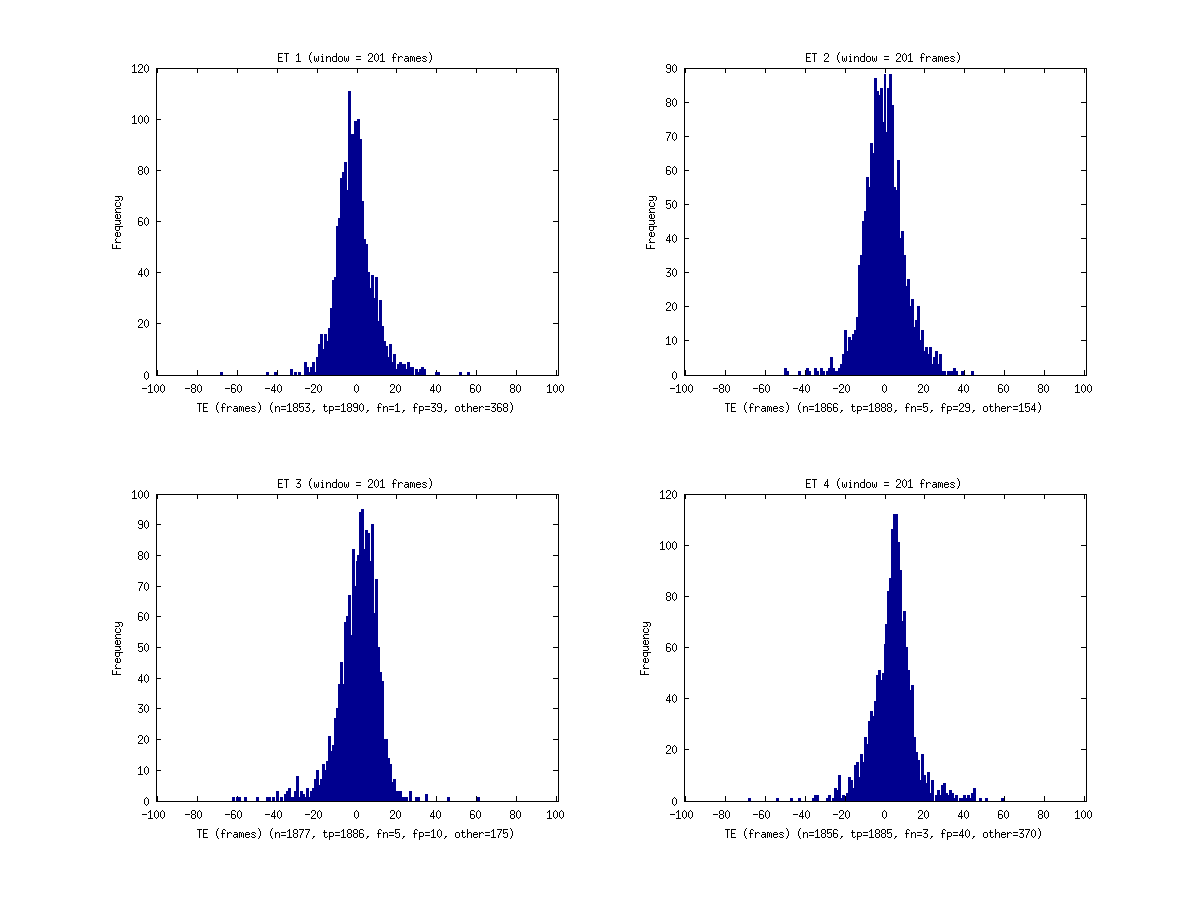 ET 1 (window = 201 frames)
120
100
80
60
40
20
0
Frequency
-100 -80 -60 -40 -20 0 20 40 60 80 100
TE (frames) (n=1853, tp=1890, fn=1, fp=39, other=368)
ET 2 (window = 201 frames)
90
80
70
60
50
40
30
20
10
0
Frequency
-100 -80 -60 -40 -20 0 20 40 60 80 100
TE (frames) (n=1866, tp=1888, fn=5, fp=29, other=154)
ET 3 (window = 201 frames)
100
90
80
70
60
50
40
30
20
10
0
Frequency
-100 -80 -60 -40 -20 0 20 40 60 80 100
TE (frames) (n=1877, tp=1886, fn=5, fp=10, other=175)
ET 4 (window = 201 frames)
120
100
80
60
40
20
0
Frequency
-100 -80 -60 -40 -20 0 20 40 60 80 100
TE (frames) (n=1856, tp=1885, fn=3, fp=40, other=370)